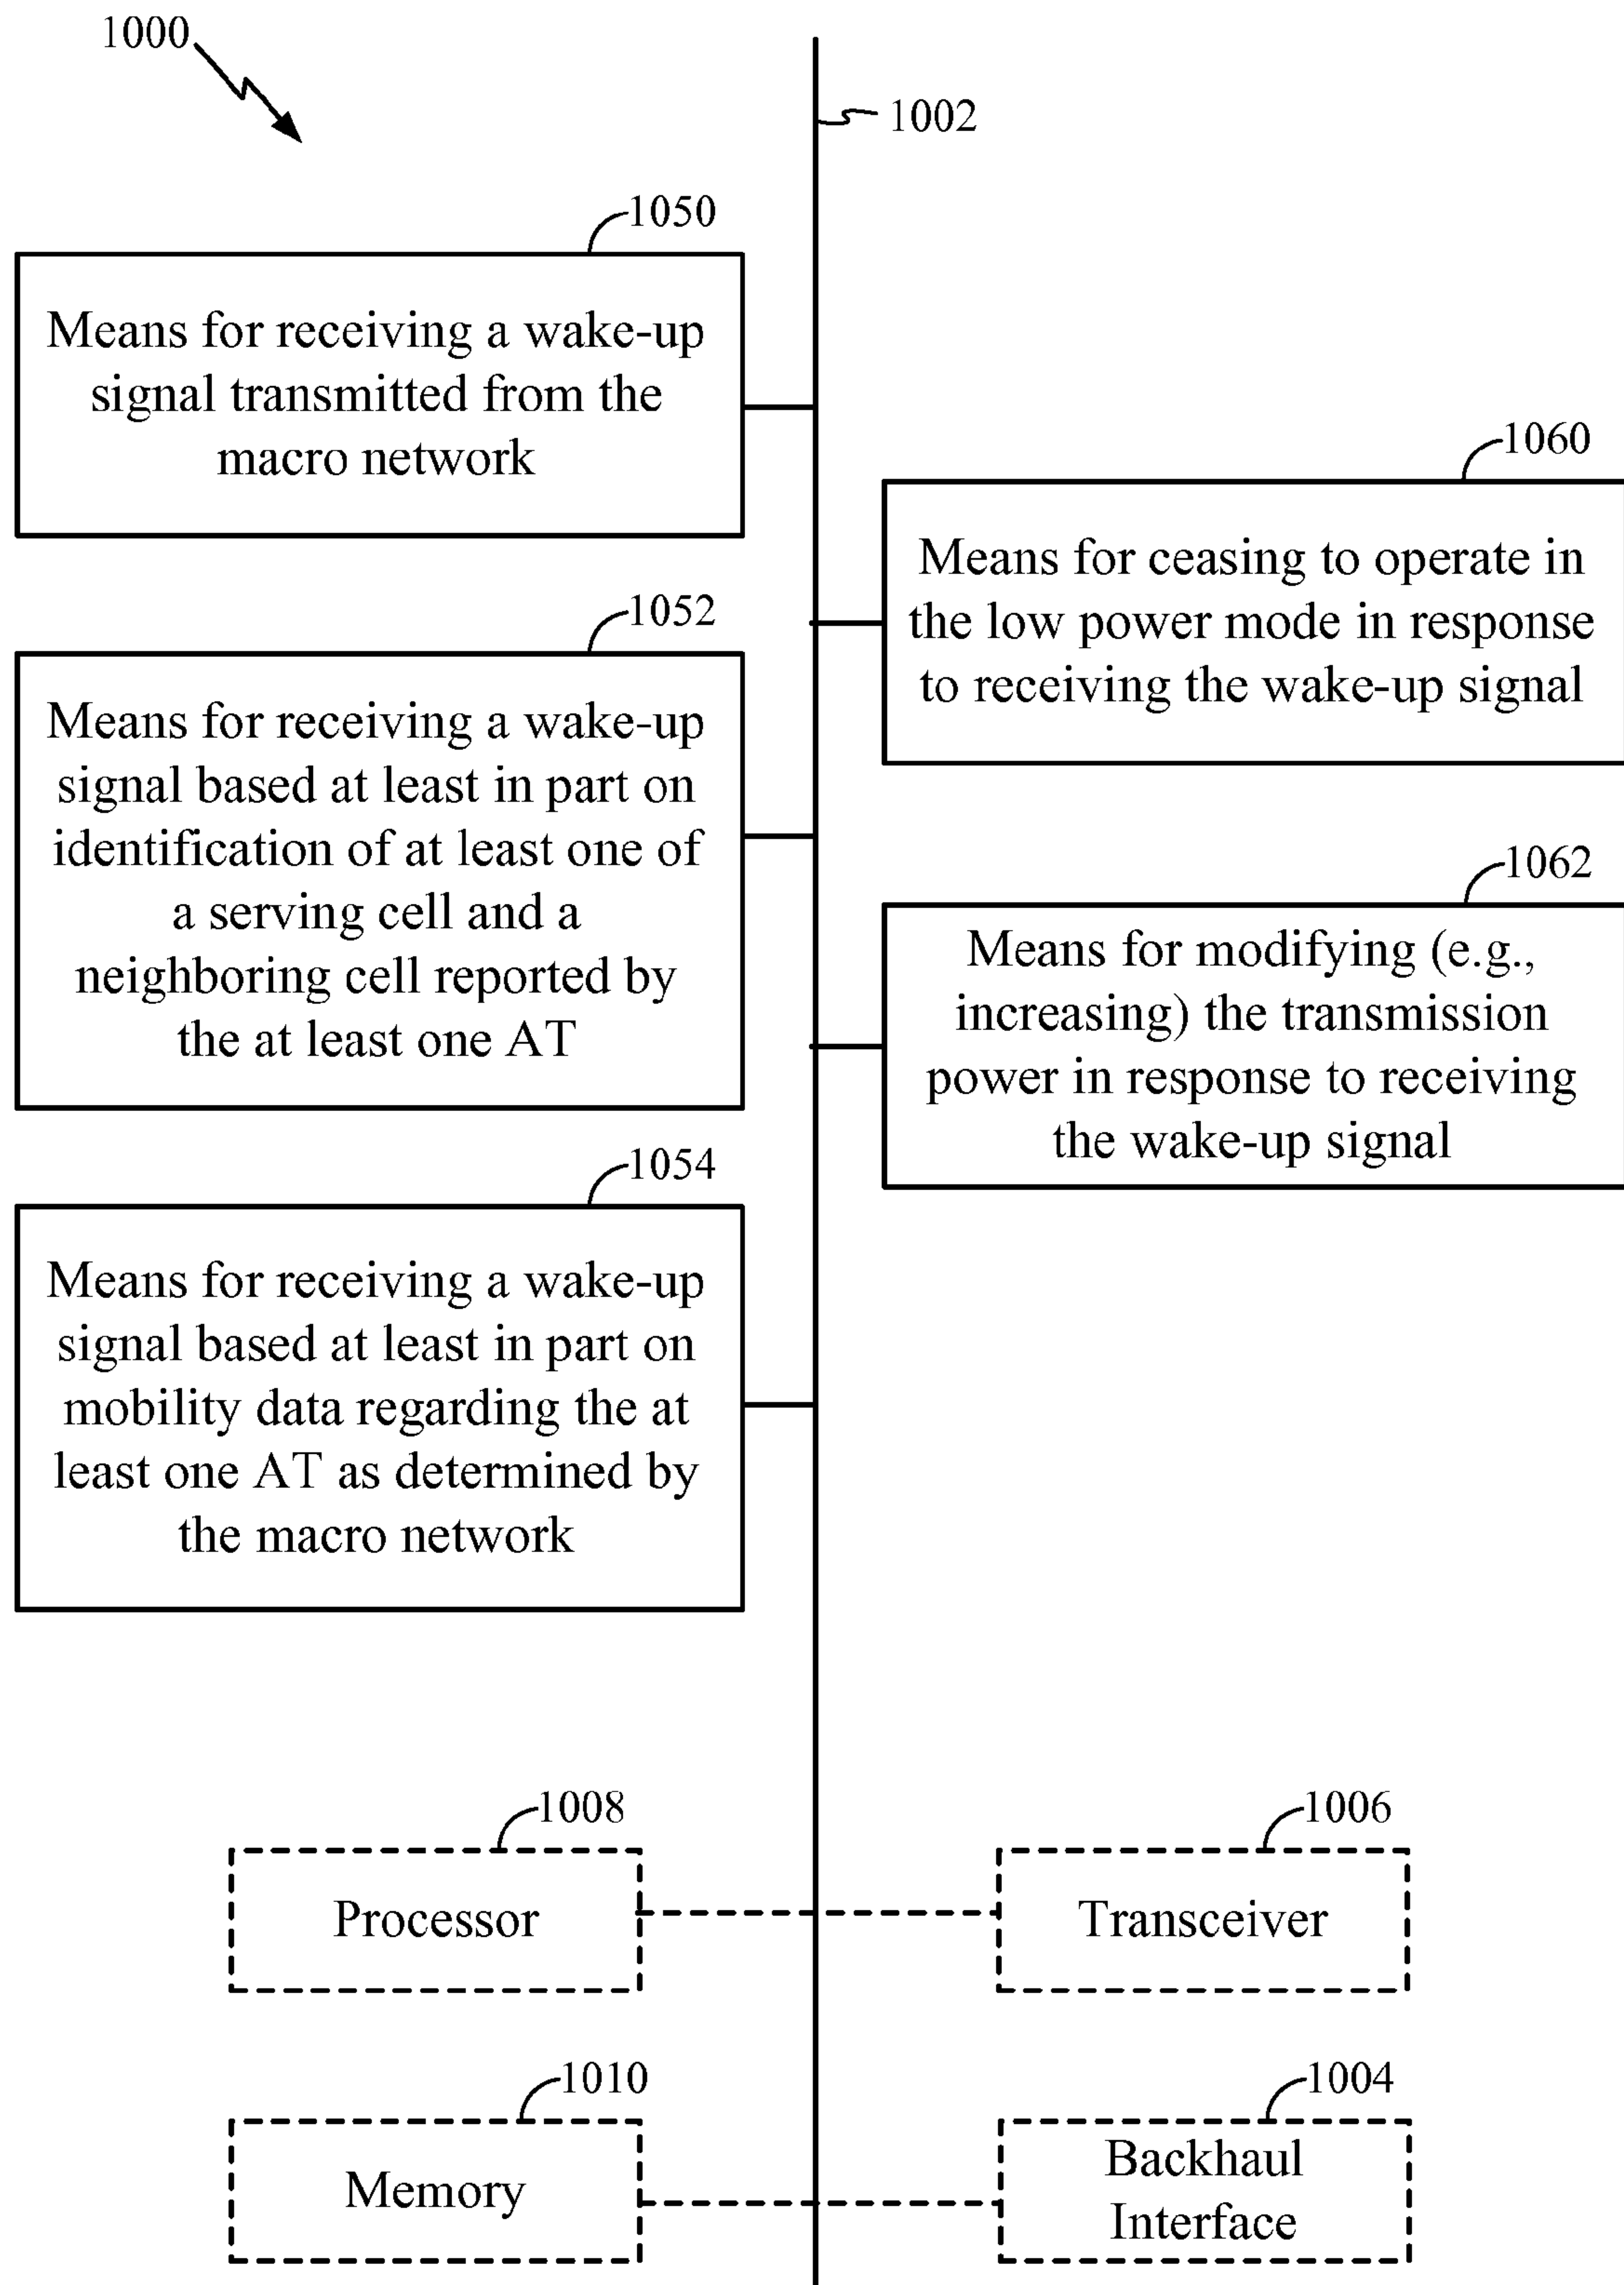 1000
1002
1050
Means for receiving a wake-up
signal transmitted from the
macro network
1060
Means for ceasing to operate in
the low power mode in response
to receiving the wake-up signal
1052
Means for receiving a wake-up
signal based at least in part on
identification of at least one of
a serving cell and a
neighboring cell reported by
the at least one AT
1062
Means for modifying (e.g.,
increasing) the transmission
power in response to receiving
the wake-up signal
1054
Means for receiving a wake-up
signal based at least in part on
mobility data regarding the at
least one AT as determined by
the macro network
1008
Processor
1006
Transceiver
1010
Memory
1004
Backhaul
Interface